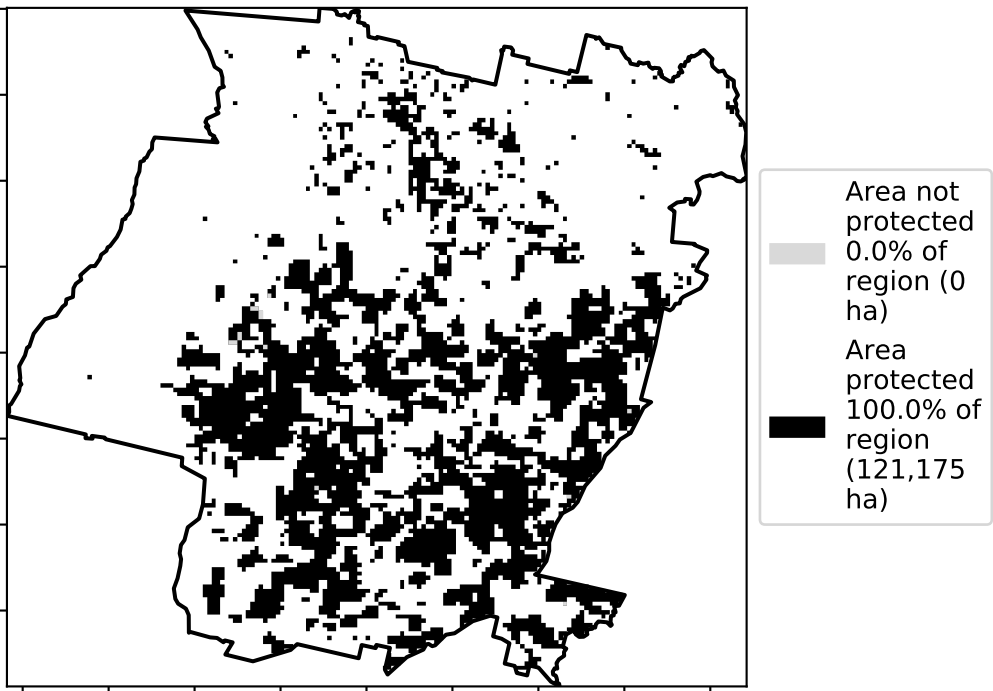 Area not
protected
0.0% of
region (0
ha)
Area
protected
100.0% of
region
(121,175
ha)